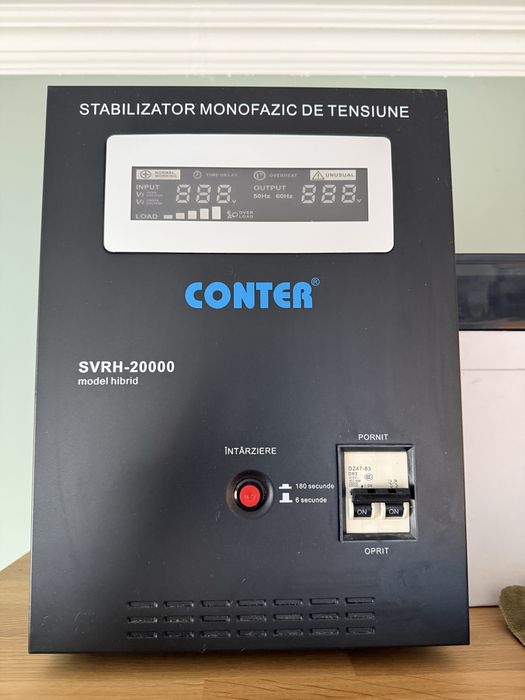 STABILIZATOR MONOFAZIC DE TENSIUNE
NORMAL WORKING
TIME DELAY
OVERHEAT
UNUSUAL
INPUT
888 V
OUTPUT
50Hz 60Hz
888 V
LOAD
OVER LOAD
CONTER®
SVRH-20000
model hibrid
ÎNTÂRZIERE
180 secunde
6 secunde
PORNIT
DZ47-63
ON ON
OPRIT